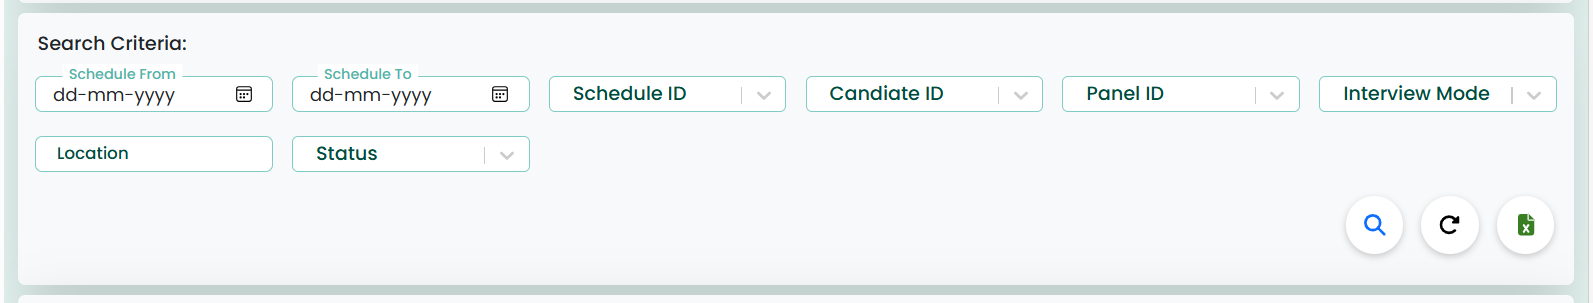 Search Criteria:
Schedule From Schedule To
dd-mm-yyyy dd-mm-yyyy Schedule ID Candiate ID Panel ID Interview Mode
Location Status
X